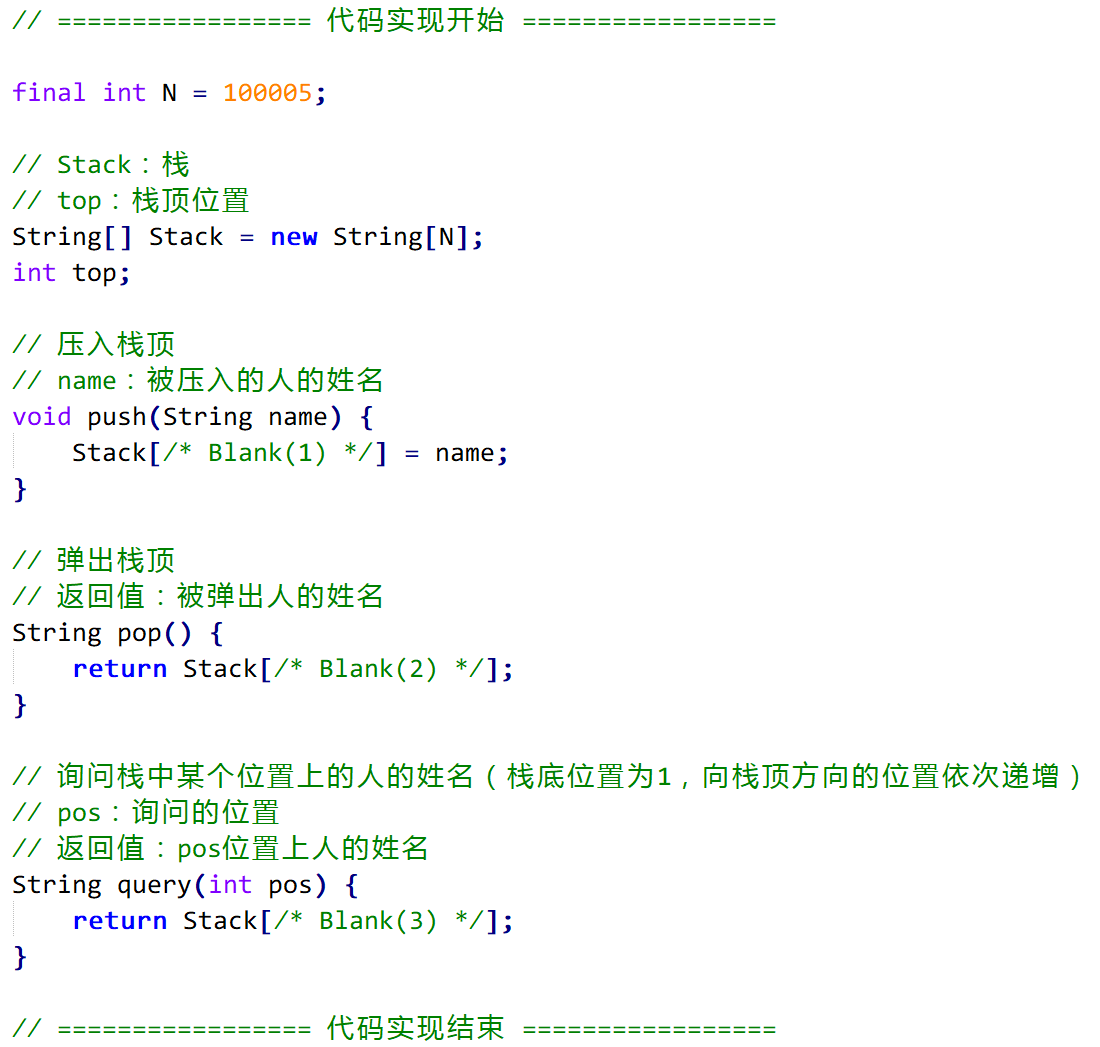 // ================= 代码实现开始 =================
final int N = 100005;
// Stack：栈
// top：栈顶位置
String[] Stack = new String[N];
int top;
// 压入栈顶
// name：被压入的人的姓名
void push(String name) {
    Stack[/* Blank(1) */] = name;
}
// 弹出栈顶
// 返回值：被弹出人的姓名
String pop() {
    return Stack[/* Blank(2) */];
}
// 询问栈中某个位置上的人的姓名（栈底位置为1，向栈顶方向的位置依次递增）
// pos：询问的位置
// 返回值：pos位置上人的姓名
String query(int pos) {
    return Stack[/* Blank(3) */];
}
// ================= 代码实现结束 =================